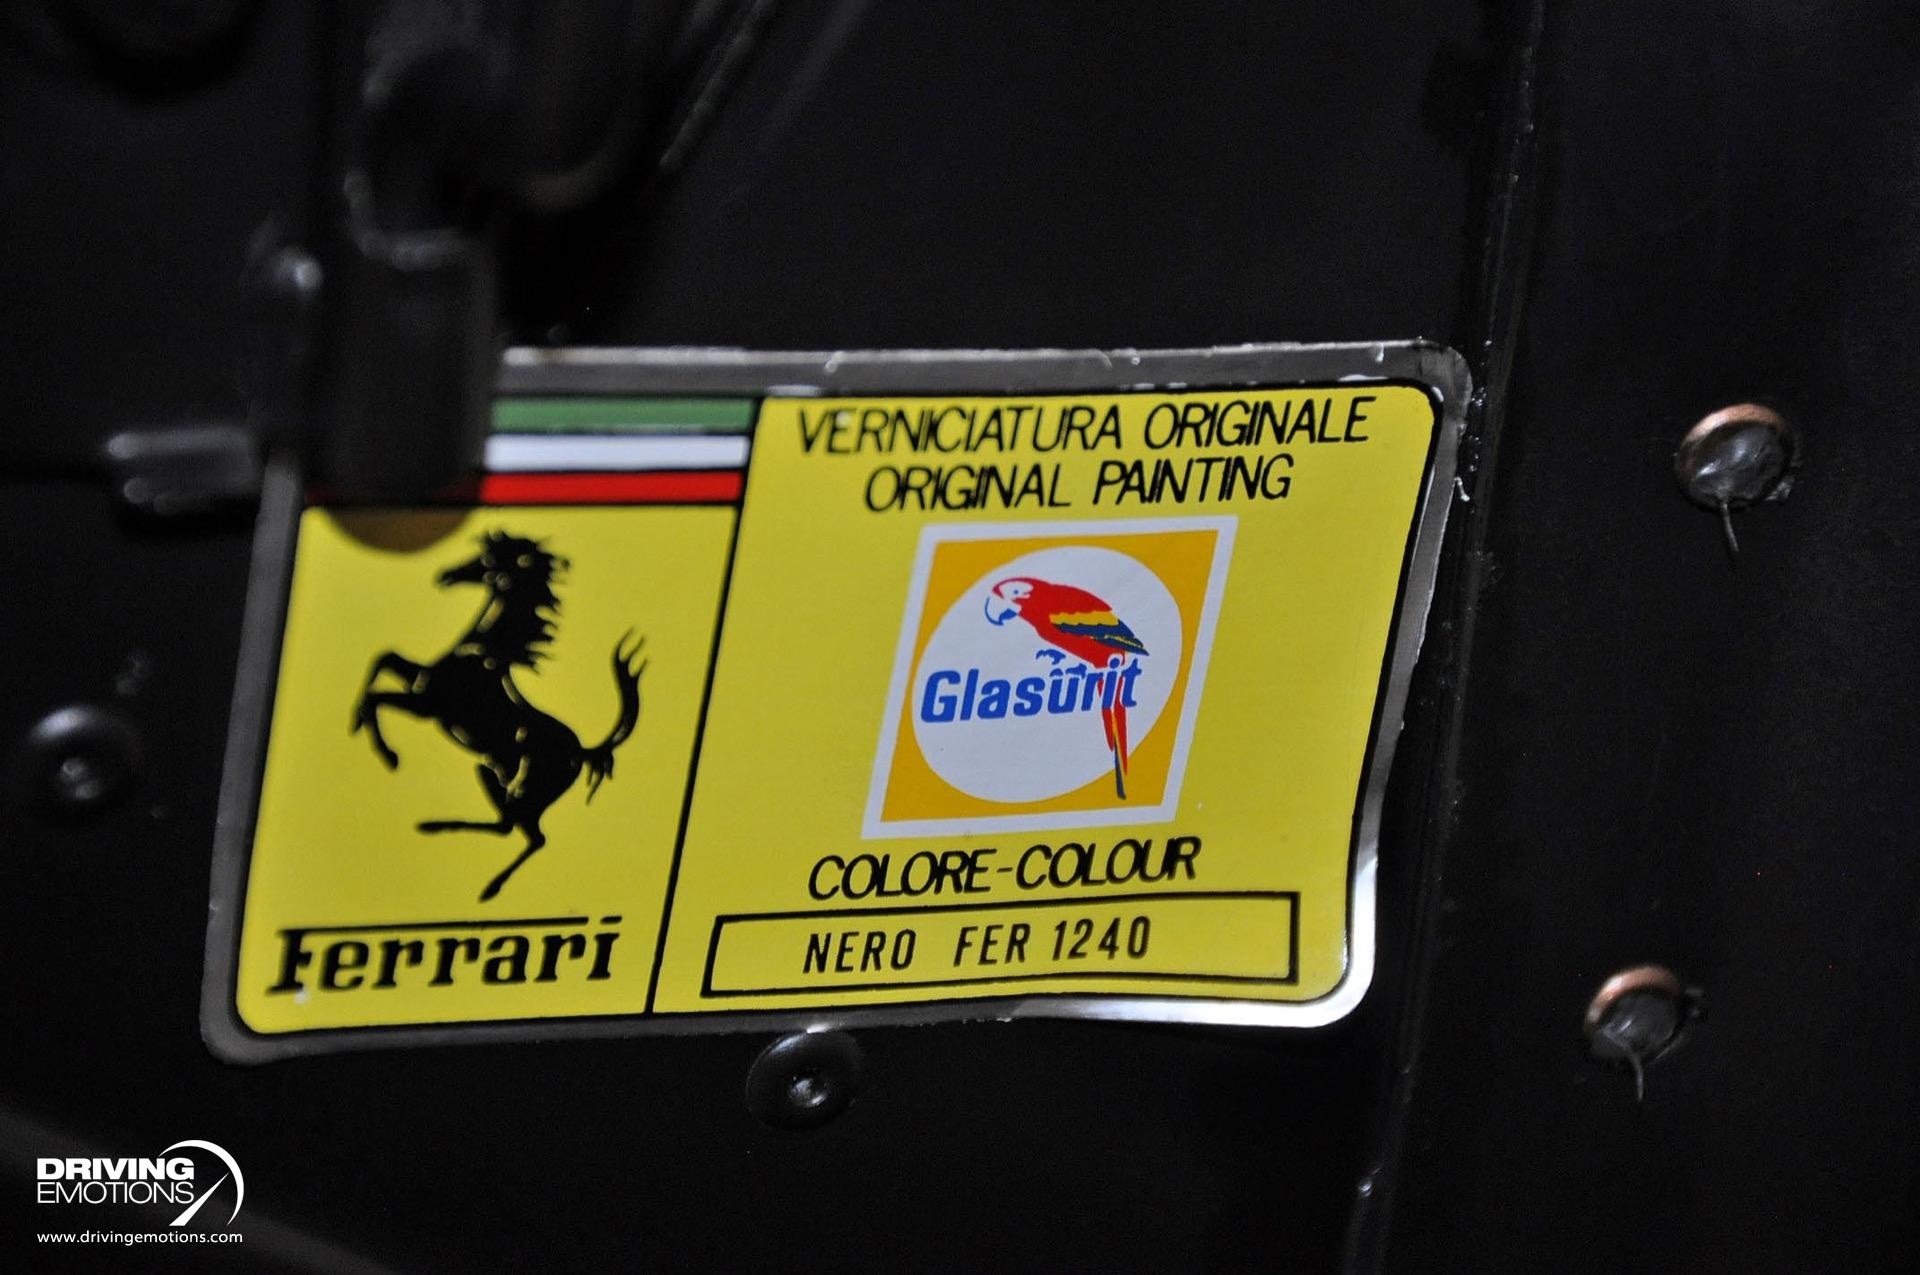 VERNICIATURA ORIGINALE
ORIGINAL PAINTING
Glasurit
COLORE-COLOUR
NERO FER 1240
Ferrari
DRIVING
EMOTIONS
www.drivingemotions.com